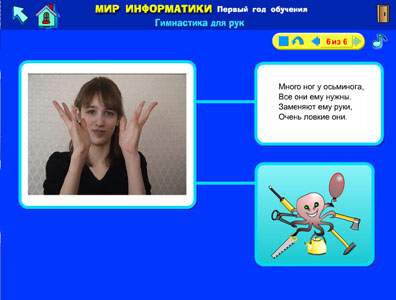 МИР ИНФОРМАТИКИ Первый год обучения
Гимнастика для рук
6 из 6
Много ног у осьминога,
Все они ему нужны.
Заменяют ему руки,
Очень ловкие они.